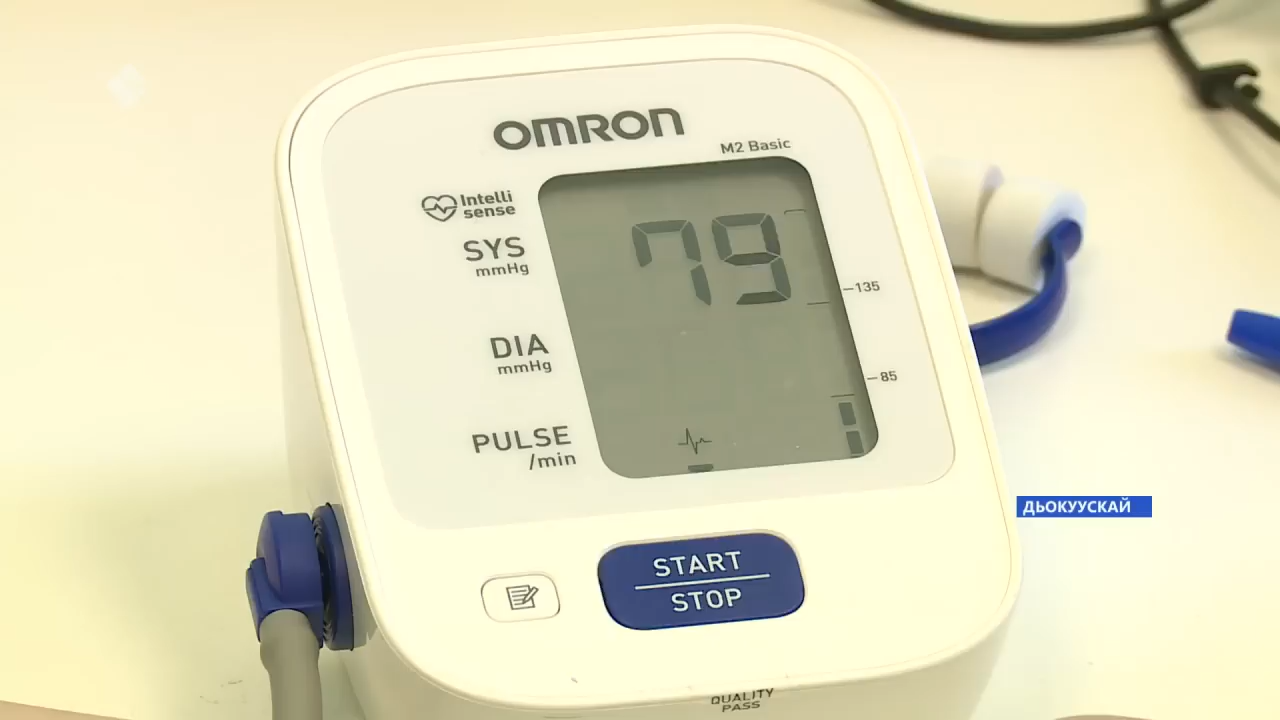 OMRON
M2 Basic
Intelli
sense
SYS
mmHg
79
135
DIA
mmHg
85
PULSE
/min
ДЬОКУУСКАЙ
START
STOP
QUALITY
PASS